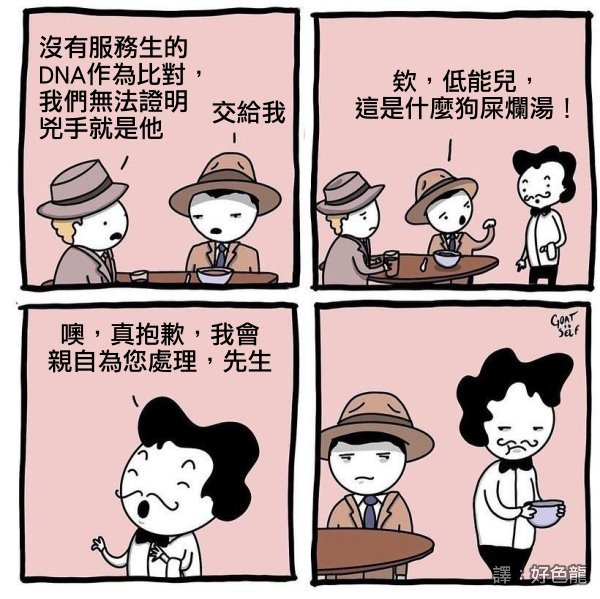 沒有服務生的
DNA作為比對，
我們無法證明
兇手就是他
交給我
欸，低能兒，
這是什麼狗屎爛湯！
噢，真抱歉，我會
親自為您處理，先生
GOAT
TO
SELF
譯：好色龍